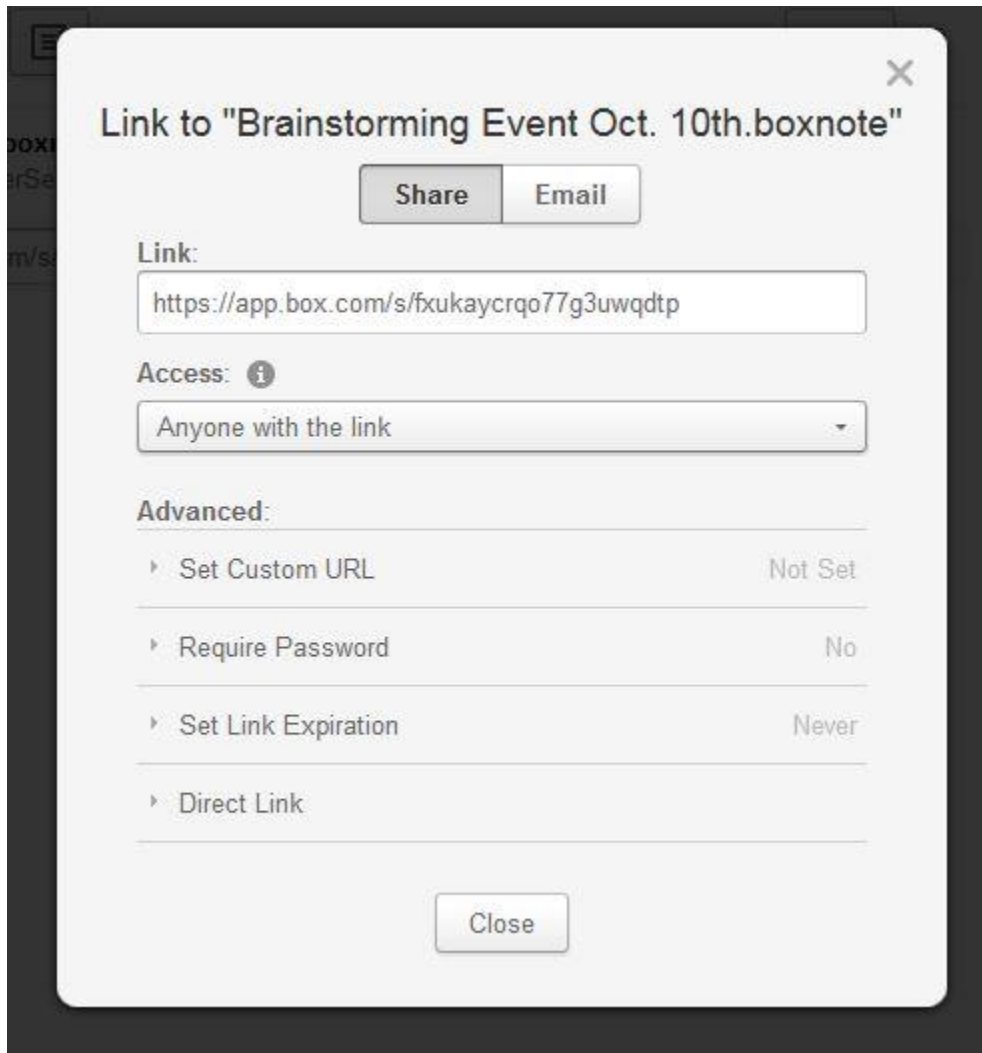 Link to "Brainstorming Event Oct. 10th.boxnote"
Share Email
Link:
https://app.box.com/s/fxukaycrqo77g3uwqdtp
Access:
Anyone with the link
Advanced:
Set Custom URL Not Set
Require Password No
Set Link Expiration Never
Direct Link
Close